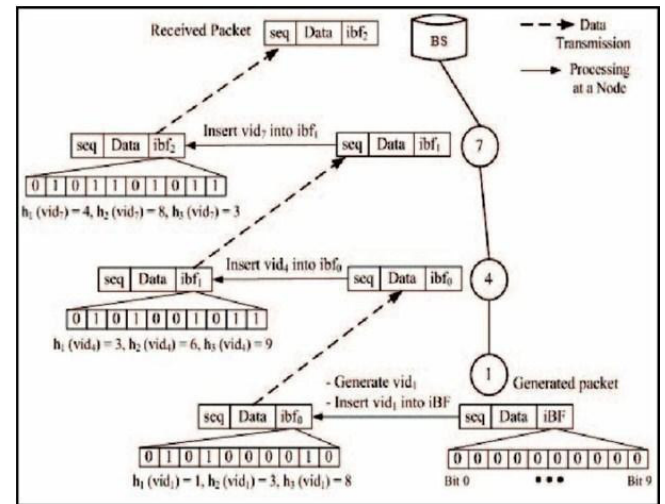 Received Packet
seq Data ibf₂
BS
Data
Transmission
Processing
at a Node
Insert vid₇ into ibf₁
seq Data ibf₂
seq Data ibf₁
7
0 1 0 1 1 0 1 0 1 1
h₁ (vid₇) = 4, h₂ (vid₇) = 8, h₃ (vid₇) = 3
Insert vid₄ into ibf₀
seq Data ibf₁
seq Data ibf₀
4
0 1 0 1 0 0 1 0 1 1
h₁ (vid₄) = 3, h₂ (vid₄) = 6, h₃ (vid₄) = 9
1
- Generate vid₁
- Insert vid₁ into iBF
Generated packet
seq Data ibf₀
seq Data iBF
0 1 0 1 0 0 0 0 1 0
0 0 0 0 0 0 0 0 0 0
Bit 0 ••• Bit 9
h₁ (vid₁) = 1, h₂ (vid₁) = 3, h₃ (vid₁) = 8